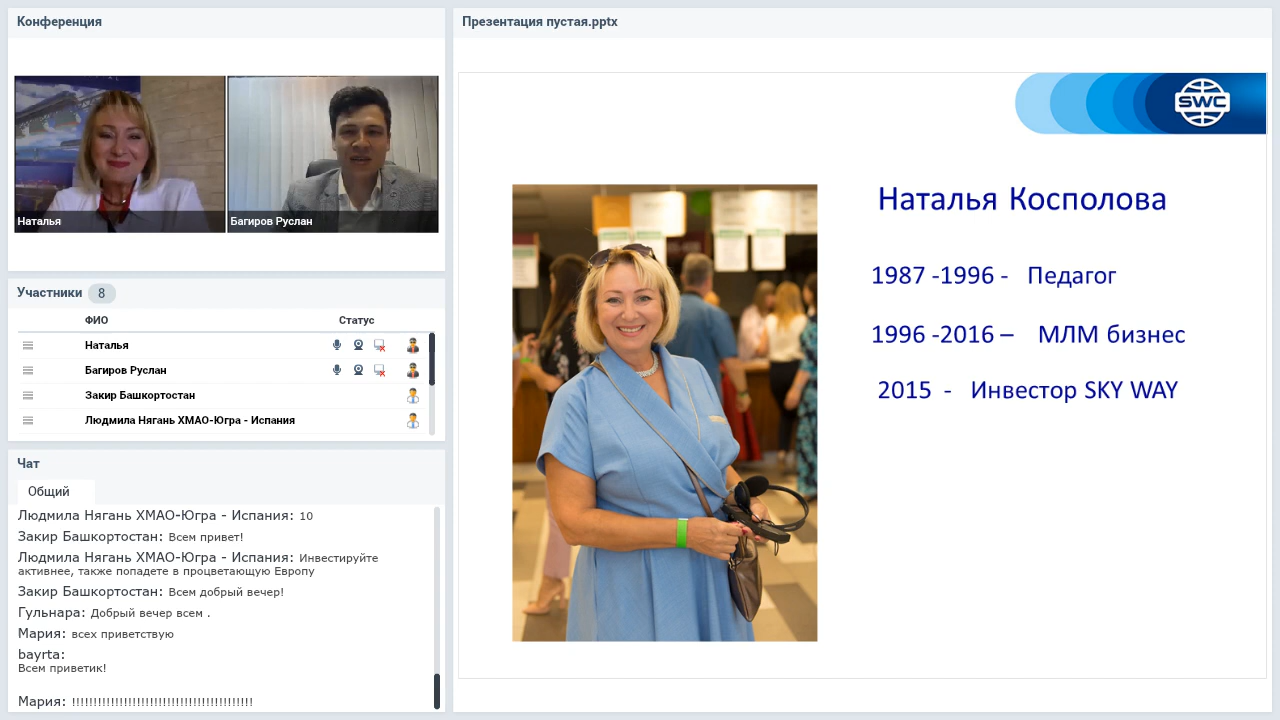 Конференция
Наталья
Багиров Руслан
Участники 8
ФИО Статус
Наталья
Багиров Руслан
Закир Башкортостан
Людмила Нягань ХМАО-Югра - Испания
Чат
Общий
Людмила Нягань ХМАО-Югра - Испания: 10
Закир Башкортостан: Всем привет!
Людмила Нягань ХМАО-Югра - Испания: Инвестируйте
активнее, также попадете в процветающую Европу
Закир Башкортостан: Всем добрый вечер!
Гульнара: Добрый вечер всем .
Мария: всех приветствую
bayrta:
Всем приветик!
Мария: !!!!!!!!!!!!!!!!!!!!!!!!!!!!!!!!!!!!!!!!!!
Презентация пустая.pptx
SWC
Наталья Косполова
1987 -1996 - Педагог
1996 -2016 – МЛМ бизнес
2015 - Инвестор SKY WAY